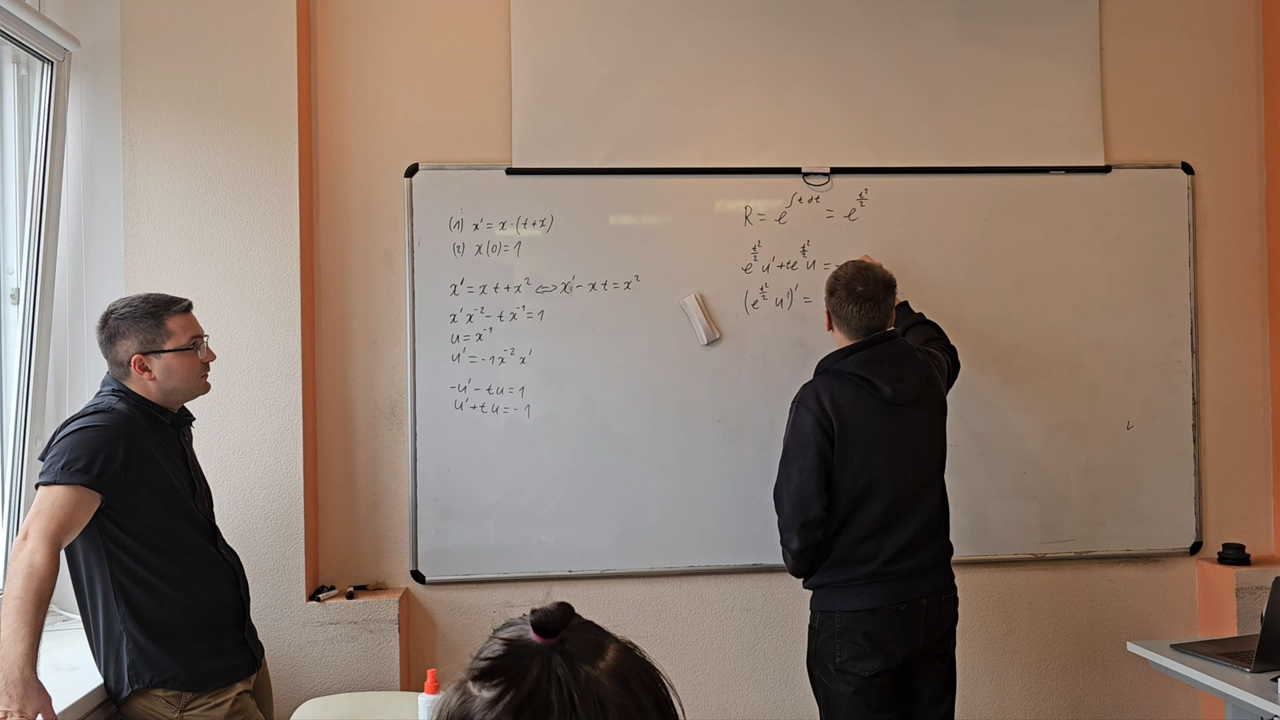 (1) x' = x·(t+x)
(2) x(0)=1
x' = xt+x² ⇔ x' - xt = x²
x'x⁻² - tx⁻¹ = 1
u = x⁻¹
u' = -1x⁻²x'
-u' - tu = 1
u' + tu = -1
R = e^{∫t dt} = e^{t²/2}
e^{t²/2} u' + te^{t²/2} u = -
(e^{t²/2} u')' =